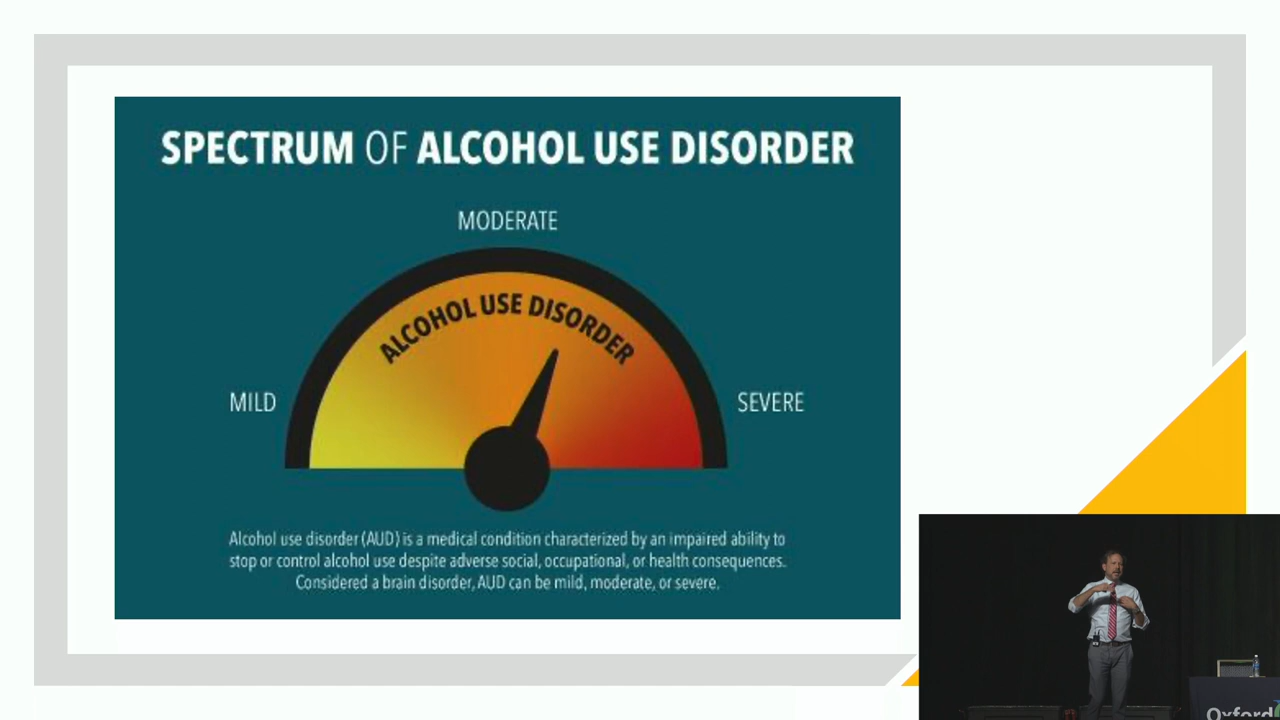 SPECTRUM OF ALCOHOL USE DISORDER
MODERATE
ALCOHOL USE DISORDER
MILD
SEVERE
Alcohol use disorder (AUD) is a medical condition characterized by an impaired ability to
stop or control alcohol use despite adverse social, occupational, or health consequences.
Considered a brain disorder, AUD can be mild, moderate, or severe.
Oxford